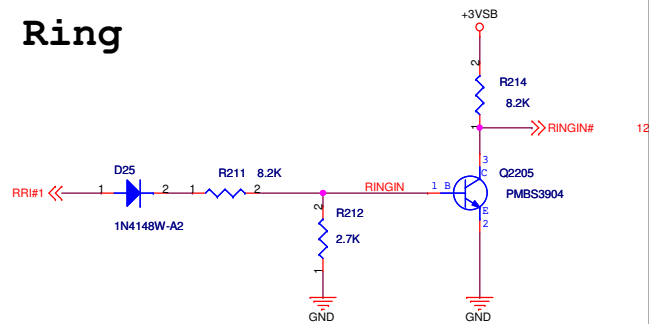 Ring
+3VSB
2
R214
8.2K
1
RINGIN#
12
3
C
Q2205
PMBS3904
D25
R211 8.2K
RRI#1
1
2
1
2
RINGIN
1
B
E
2
1N4148W-A2
2
R212
2.7K
1
GND
GND